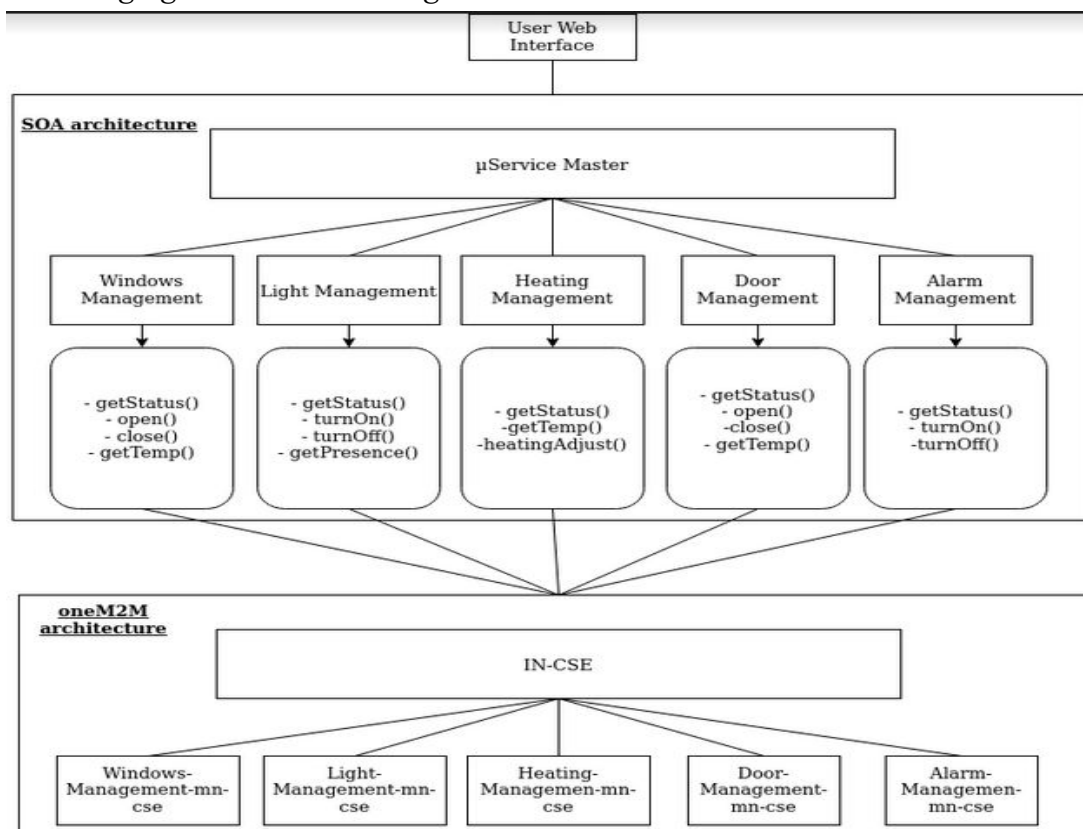 User Web
Interface
SOA architecture
µService Master
Windows
Management
Light Management
Heating
Management
Door
Management
Alarm
Management
- getStatus()
- open()
- close()
- getTemp()
- getStatus()
- turnOn()
- turnOff()
- getPresence()
- getStatus()
-getTemp()
-heatingAdjust()
- getStatus()
- open()
-close()
- getTemp()
- getStatus()
- turnOn()
-turnOff()
oneM2M
architecture
IN-CSE
Windows-
Management-mn-
cse
Light-
Management-mn-
cse
Heating-
Managemen-mn-
cse
Door-
Management-
mn-cse
Alarm-
Managemen-
mn-cse